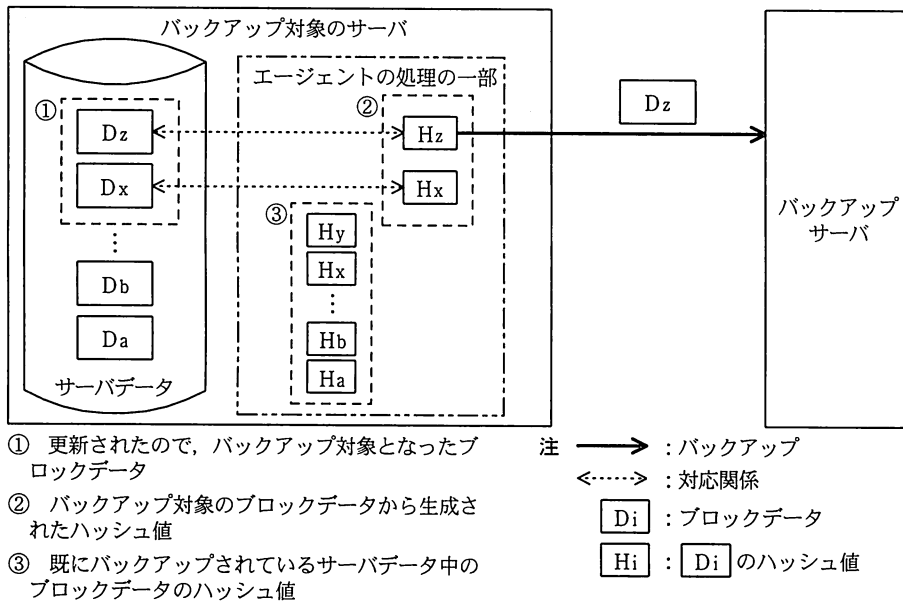 バックアップ対象のサーバ
エージェントの処理の一部
①
Dz
Dx
⋮
Db
Da
サーバデータ
②
Hz
Hx
③
Hy
Hx
⋮
Hb
Ha
Dz
バックアップ
サーバ
① 更新されたので，バックアップ対象となったブ
ロックデータ
② バックアップ対象のブロックデータから生成さ
れたハッシュ値
③ 既にバックアップされているサーバデータ中の
ブロックデータのハッシュ値
注 ：バックアップ
：対応関係
Di ：ブロックデータ
Hi ： Di のハッシュ値